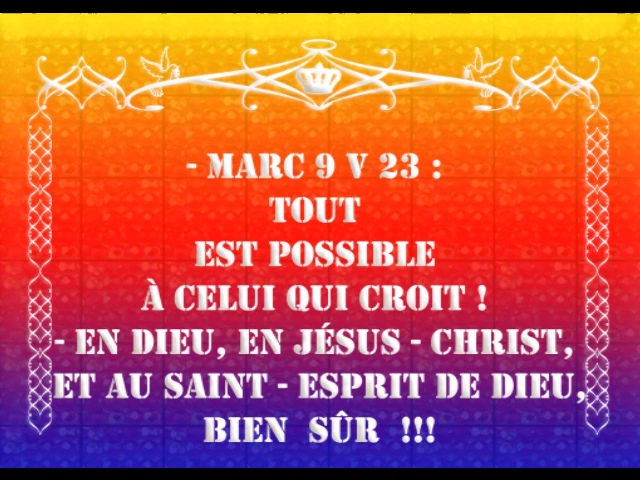 - MARC 9 V 23 :
TOUT
EST POSSIBLE
À CELUI QUI CROIT !
- EN DIEU, EN JÉSUS - CHRIST,
ET AU SAINT - ESPRIT DE DIEU,
BIEN SÛR !!!